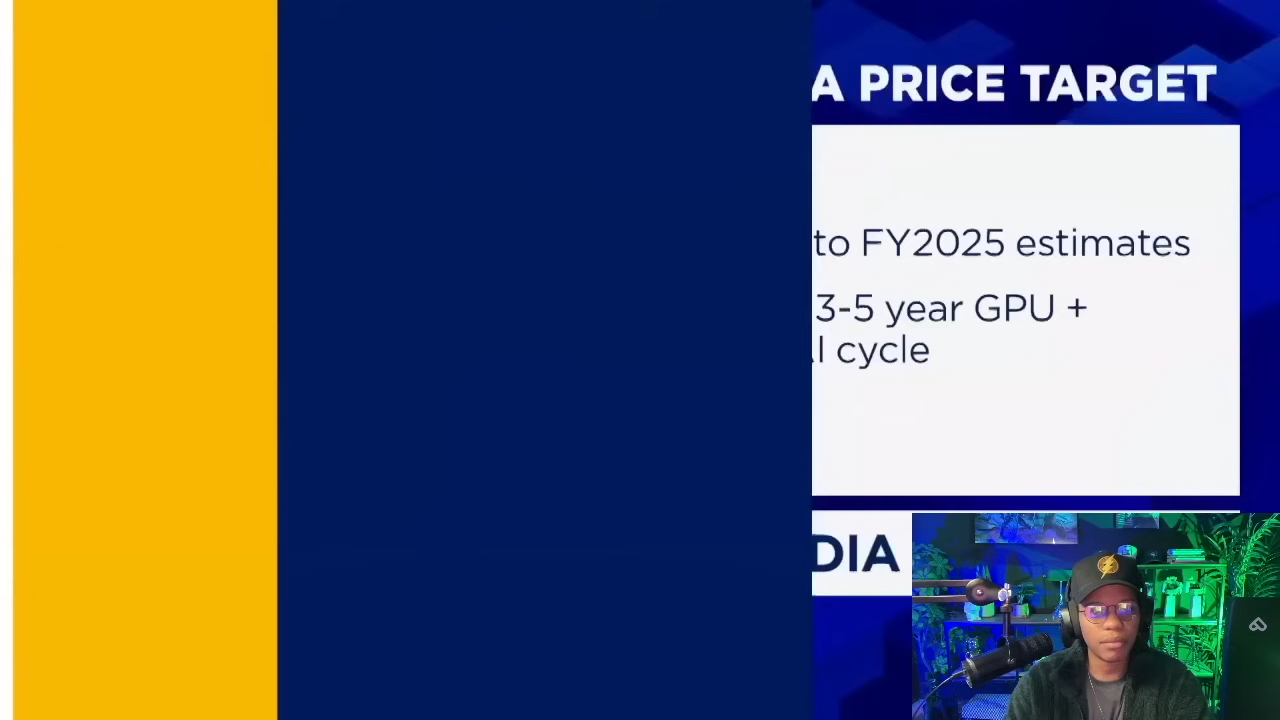 A PRICE TARGET
to FY2025 estimates
3-5 year GPU +
cycle
DIA